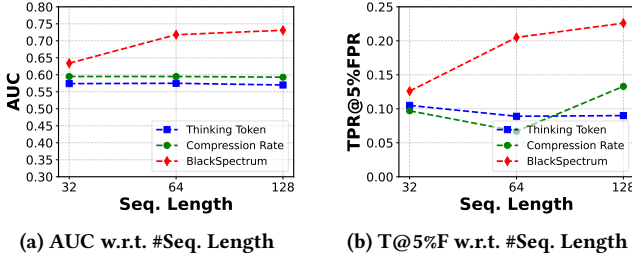 0.80
0.75
0.70
0.65
0.60
0.55
0.50
0.45
0.40
0.35
0.30
AUC
32
64
128
Seq. Length
Thinking Token
Compression Rate
BlackSpectrum
(a) AUC w.r.t. #Seq. Length
0.25
0.20
0.15
0.10
0.05
0.00
TPR@5%FPR
32
64
128
Seq. Length
Thinking Token
Compression Rate
BlackSpectrum
(b) T@5%F w.r.t. #Seq. Length